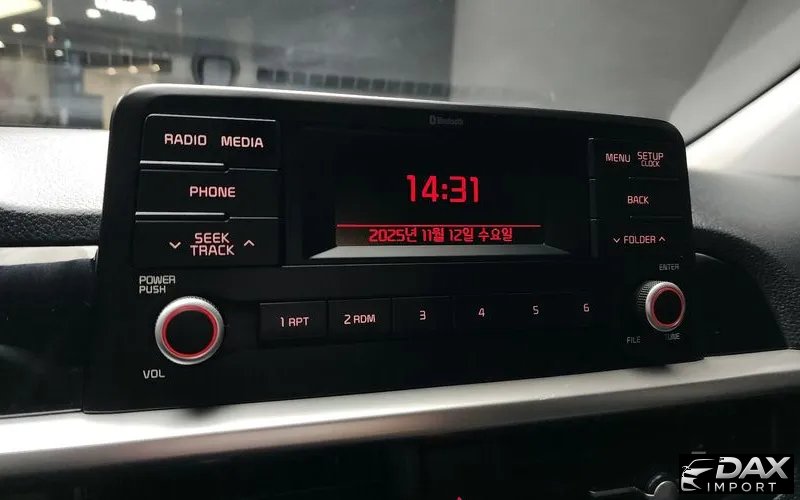 Bluetooth
RADIO MEDIA
PHONE
SEEK
TRACK
POWER
PUSH
VOL
14:31
2025년 11월 12일 수요일
1 RPT
2 RDM
3
4
5
6
MENU
SETUP
CLOCK
BACK
FOLDER
ENTER
FILE
TUNE
DAX
IMPORT